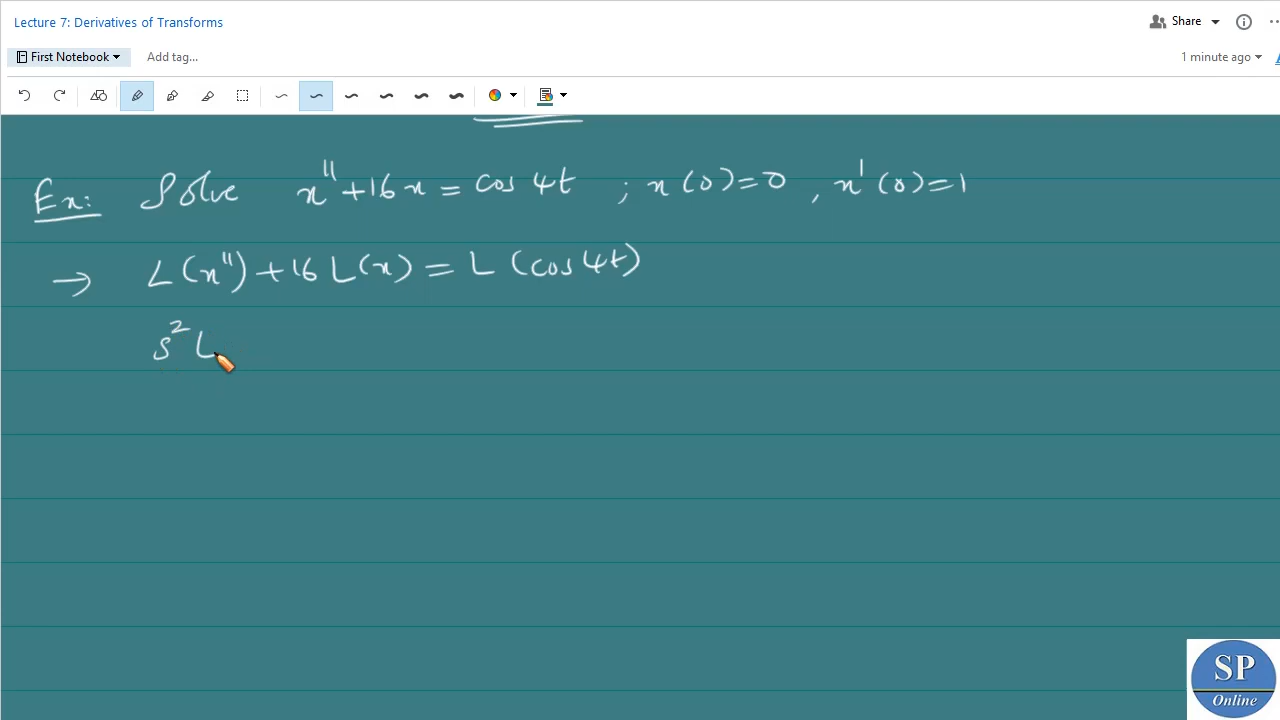 Lecture 7: Derivatives of Transforms
Share
First Notebook Add tag...
1 minute ago
Ex: Solve x'' + 16x = cos 4t ; x(0)=0 , x'(0)=1
→ L(x'') + 16 L(x) = L (cos 4t)
s² L
SP
Online